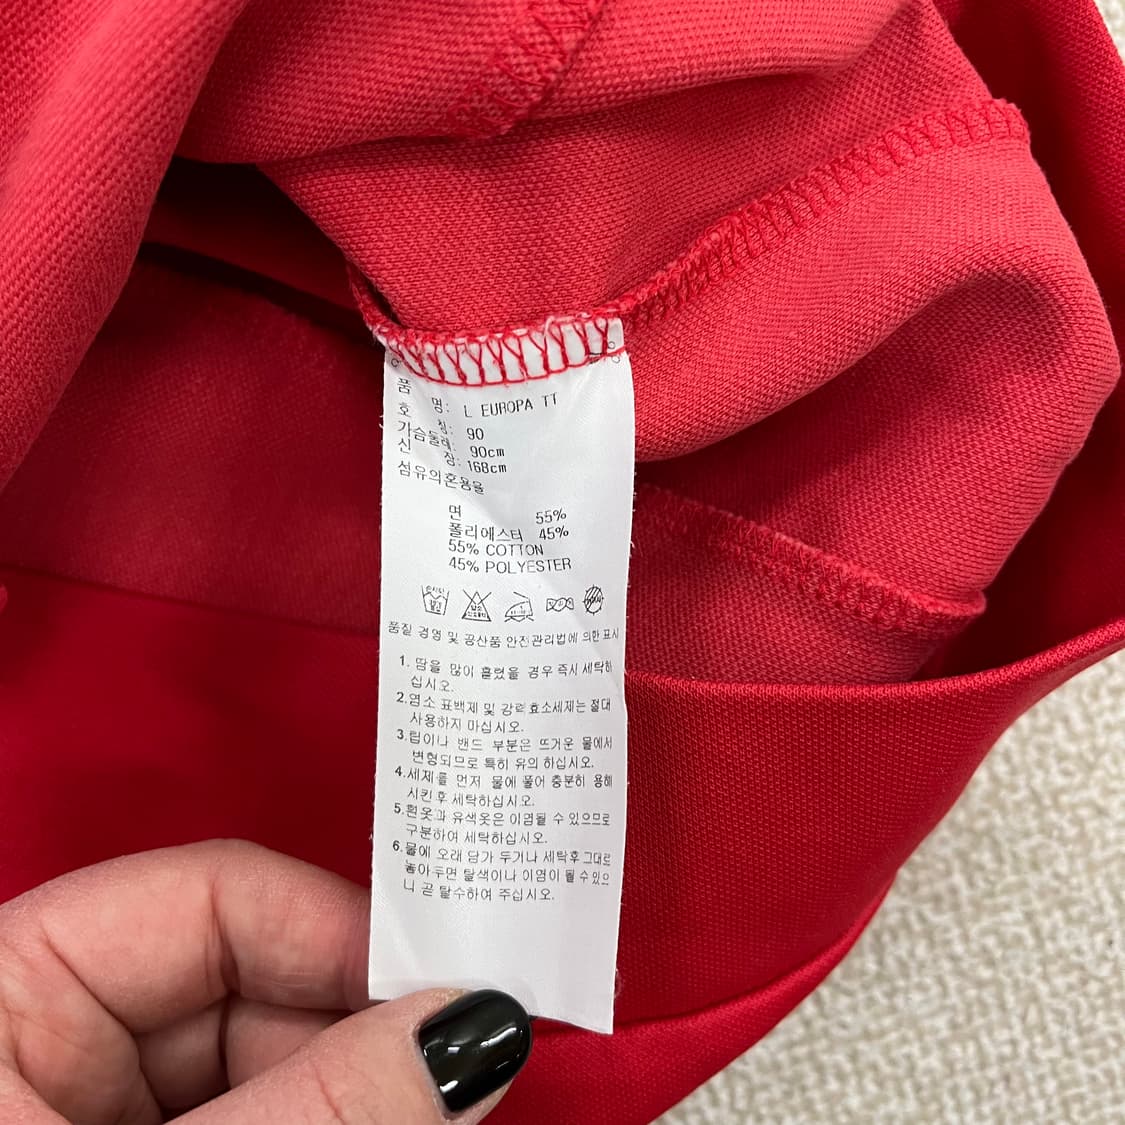 품 명: L EUROPA TT
호 칭: 90
가슴둘레: 90cm
신 장: 168cm
섬유의혼용율
면 55%
폴리에스터 45%
55% COTTON
45% POLYESTER
품질 경영 및 공산품 안전관리법에 의한 표시
1. 땀을 많이 흘렸을 경우 즉시 세탁하
십시오.
2.염소 표백제 및 강력효소세제는 절대
사용하지 마십시오.
3.립이나 밴드 부분은 뜨거운 물에서
변형되므로 특히 유의 하십시오.
4.세제를 먼저 물에 풀어 충분히 용해
시킨후 세탁하십시오.
5.흰옷과 유색옷은 이염될 수 있으므로
구분하여 세탁하십시오.
6.물에 오래 담가 두거나 세탁후 그대로
놓아두면 탈색이나 이염이 될 수 있으
니 곧 탈수하여 주십시오.